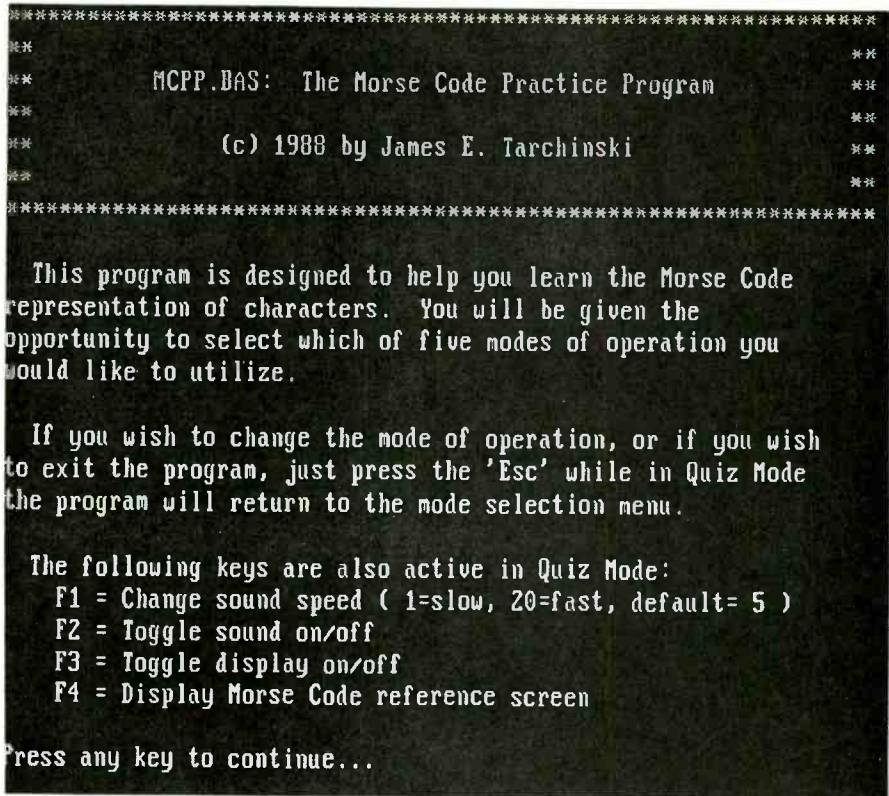 MCPP.BAS: The Morse Code Practice Program
(c) 1988 by James E. Tarchinski
This program is designed to help you learn the Morse Code
representation of characters. You will be given the
opportunity to select which of five modes of operation you
would like to utilize.
If you wish to change the mode of operation, or if you wish
to exit the program, just press the 'Esc' while in Quiz Mode
the program will return to the mode selection menu.
The following keys are also active in Quiz Mode:
F1 = Change sound speed ( 1=slow, 20=fast, default= 5 )
F2 = Toggle sound on/off
F3 = Toggle display on/off
F4 = Display Morse Code reference screen
Press any key to continue...